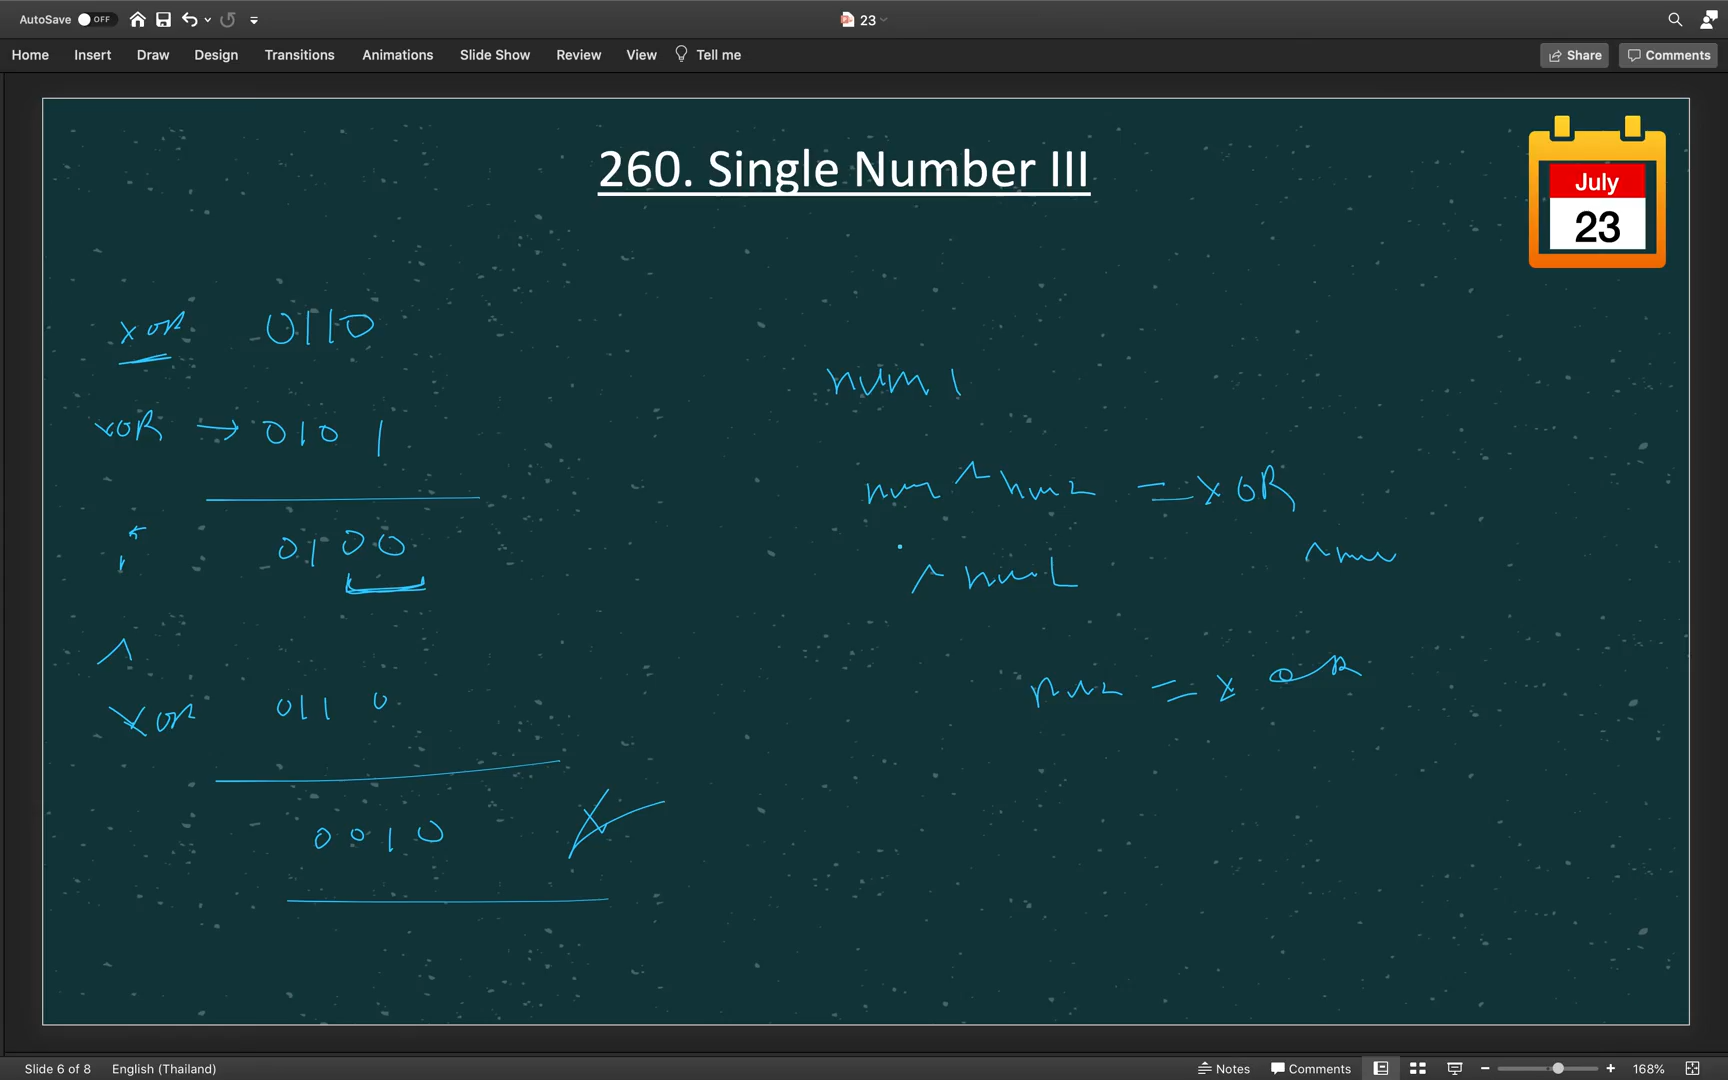 AutoSave OFF 23
Home Insert Draw Design Transitions Animations Slide Show Review View Tell me Share Comments
260. Single Number III
July
23
XOR 0110
num 1
XOR → 0101
num ^ num2 = XOR
0100
^ num1
^ num
^
XOR 0110
num2 = XOR
0010
Slide 6 of 8 English (Thailand) Notes Comments 168%